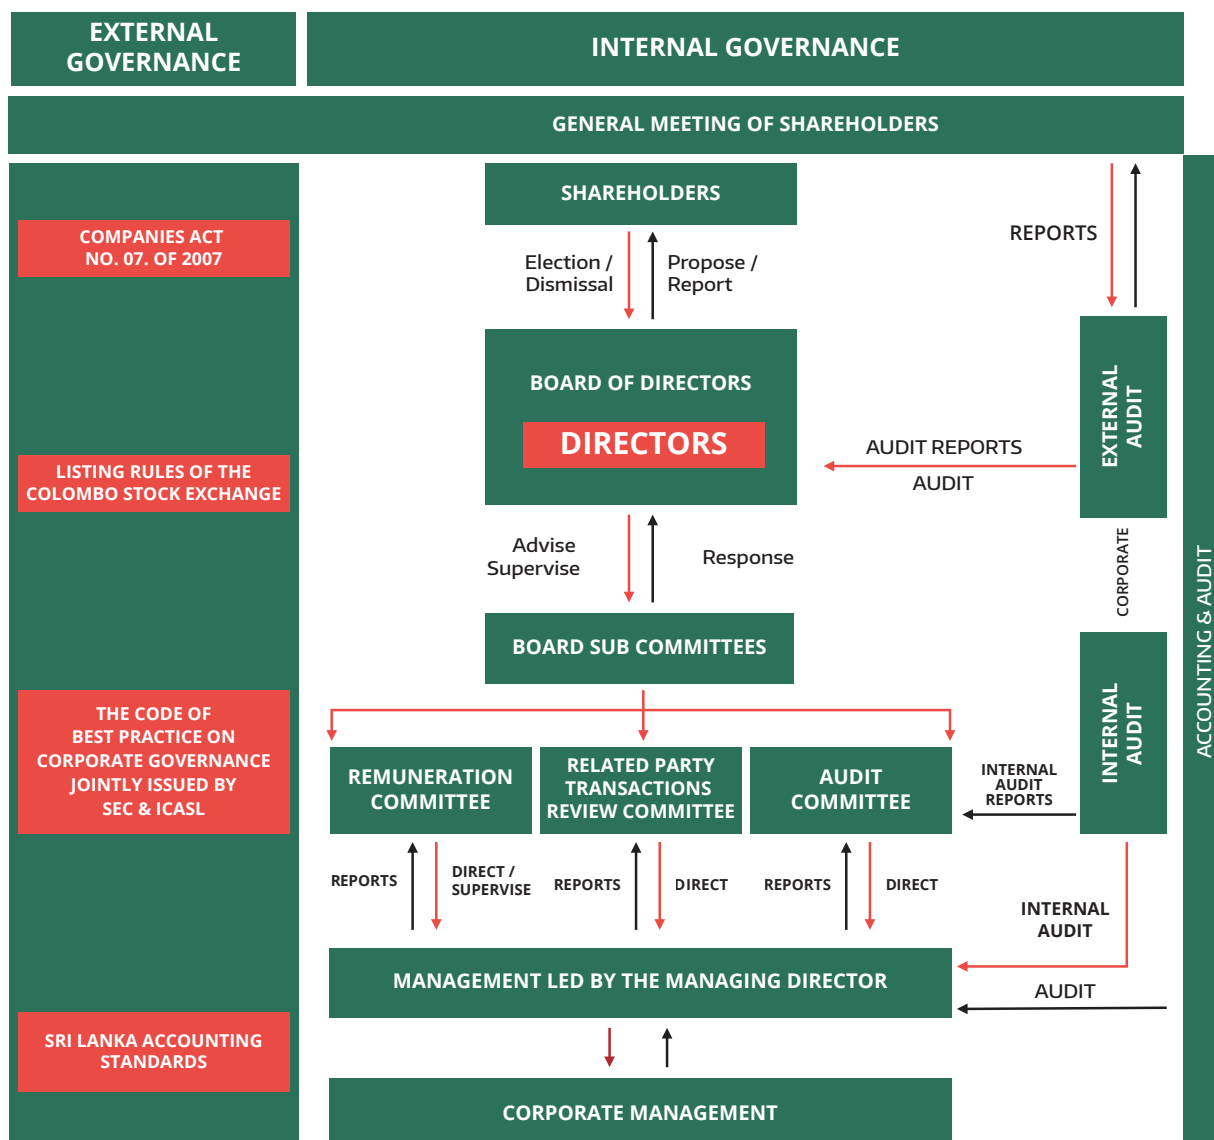 EXTERNAL
GOVERNANCE
INTERNAL GOVERNANCE
GENERAL MEETING OF SHAREHOLDERS
COMPANIES ACT
NO. 07. OF 2007
LISTING RULES OF THE
COLOMBO STOCK EXCHANGE
THE CODE OF
BEST PRACTICE ON
CORPORATE GOVERNANCE
JOINTLY ISSUED BY
SEC & ICASL
SRI LANKA ACCOUNTING
STANDARDS
SHAREHOLDERS
Election /
Dismissal
Propose /
Report
REPORTS
BOARD OF DIRECTORS
DIRECTORS
AUDIT REPORTS
AUDIT
EXTERNAL
AUDIT
Advise
Supervise
Response
CORPORATE
BOARD SUB COMMITTEES
REMUNERATION
COMMITTEE
RELATED PARTY
TRANSACTIONS
REVIEW COMMITTEE
AUDIT
COMMITTEE
INTERNAL
AUDIT
REPORTS
INTERNAL
AUDIT
REPORTS
DIRECT /
SUPERVISE
REPORTS
DIRECT
REPORTS
DIRECT
INTERNAL
AUDIT
MANAGEMENT LED BY THE MANAGING DIRECTOR
AUDIT
CORPORATE MANAGEMENT
ACCOUNTING & AUDIT